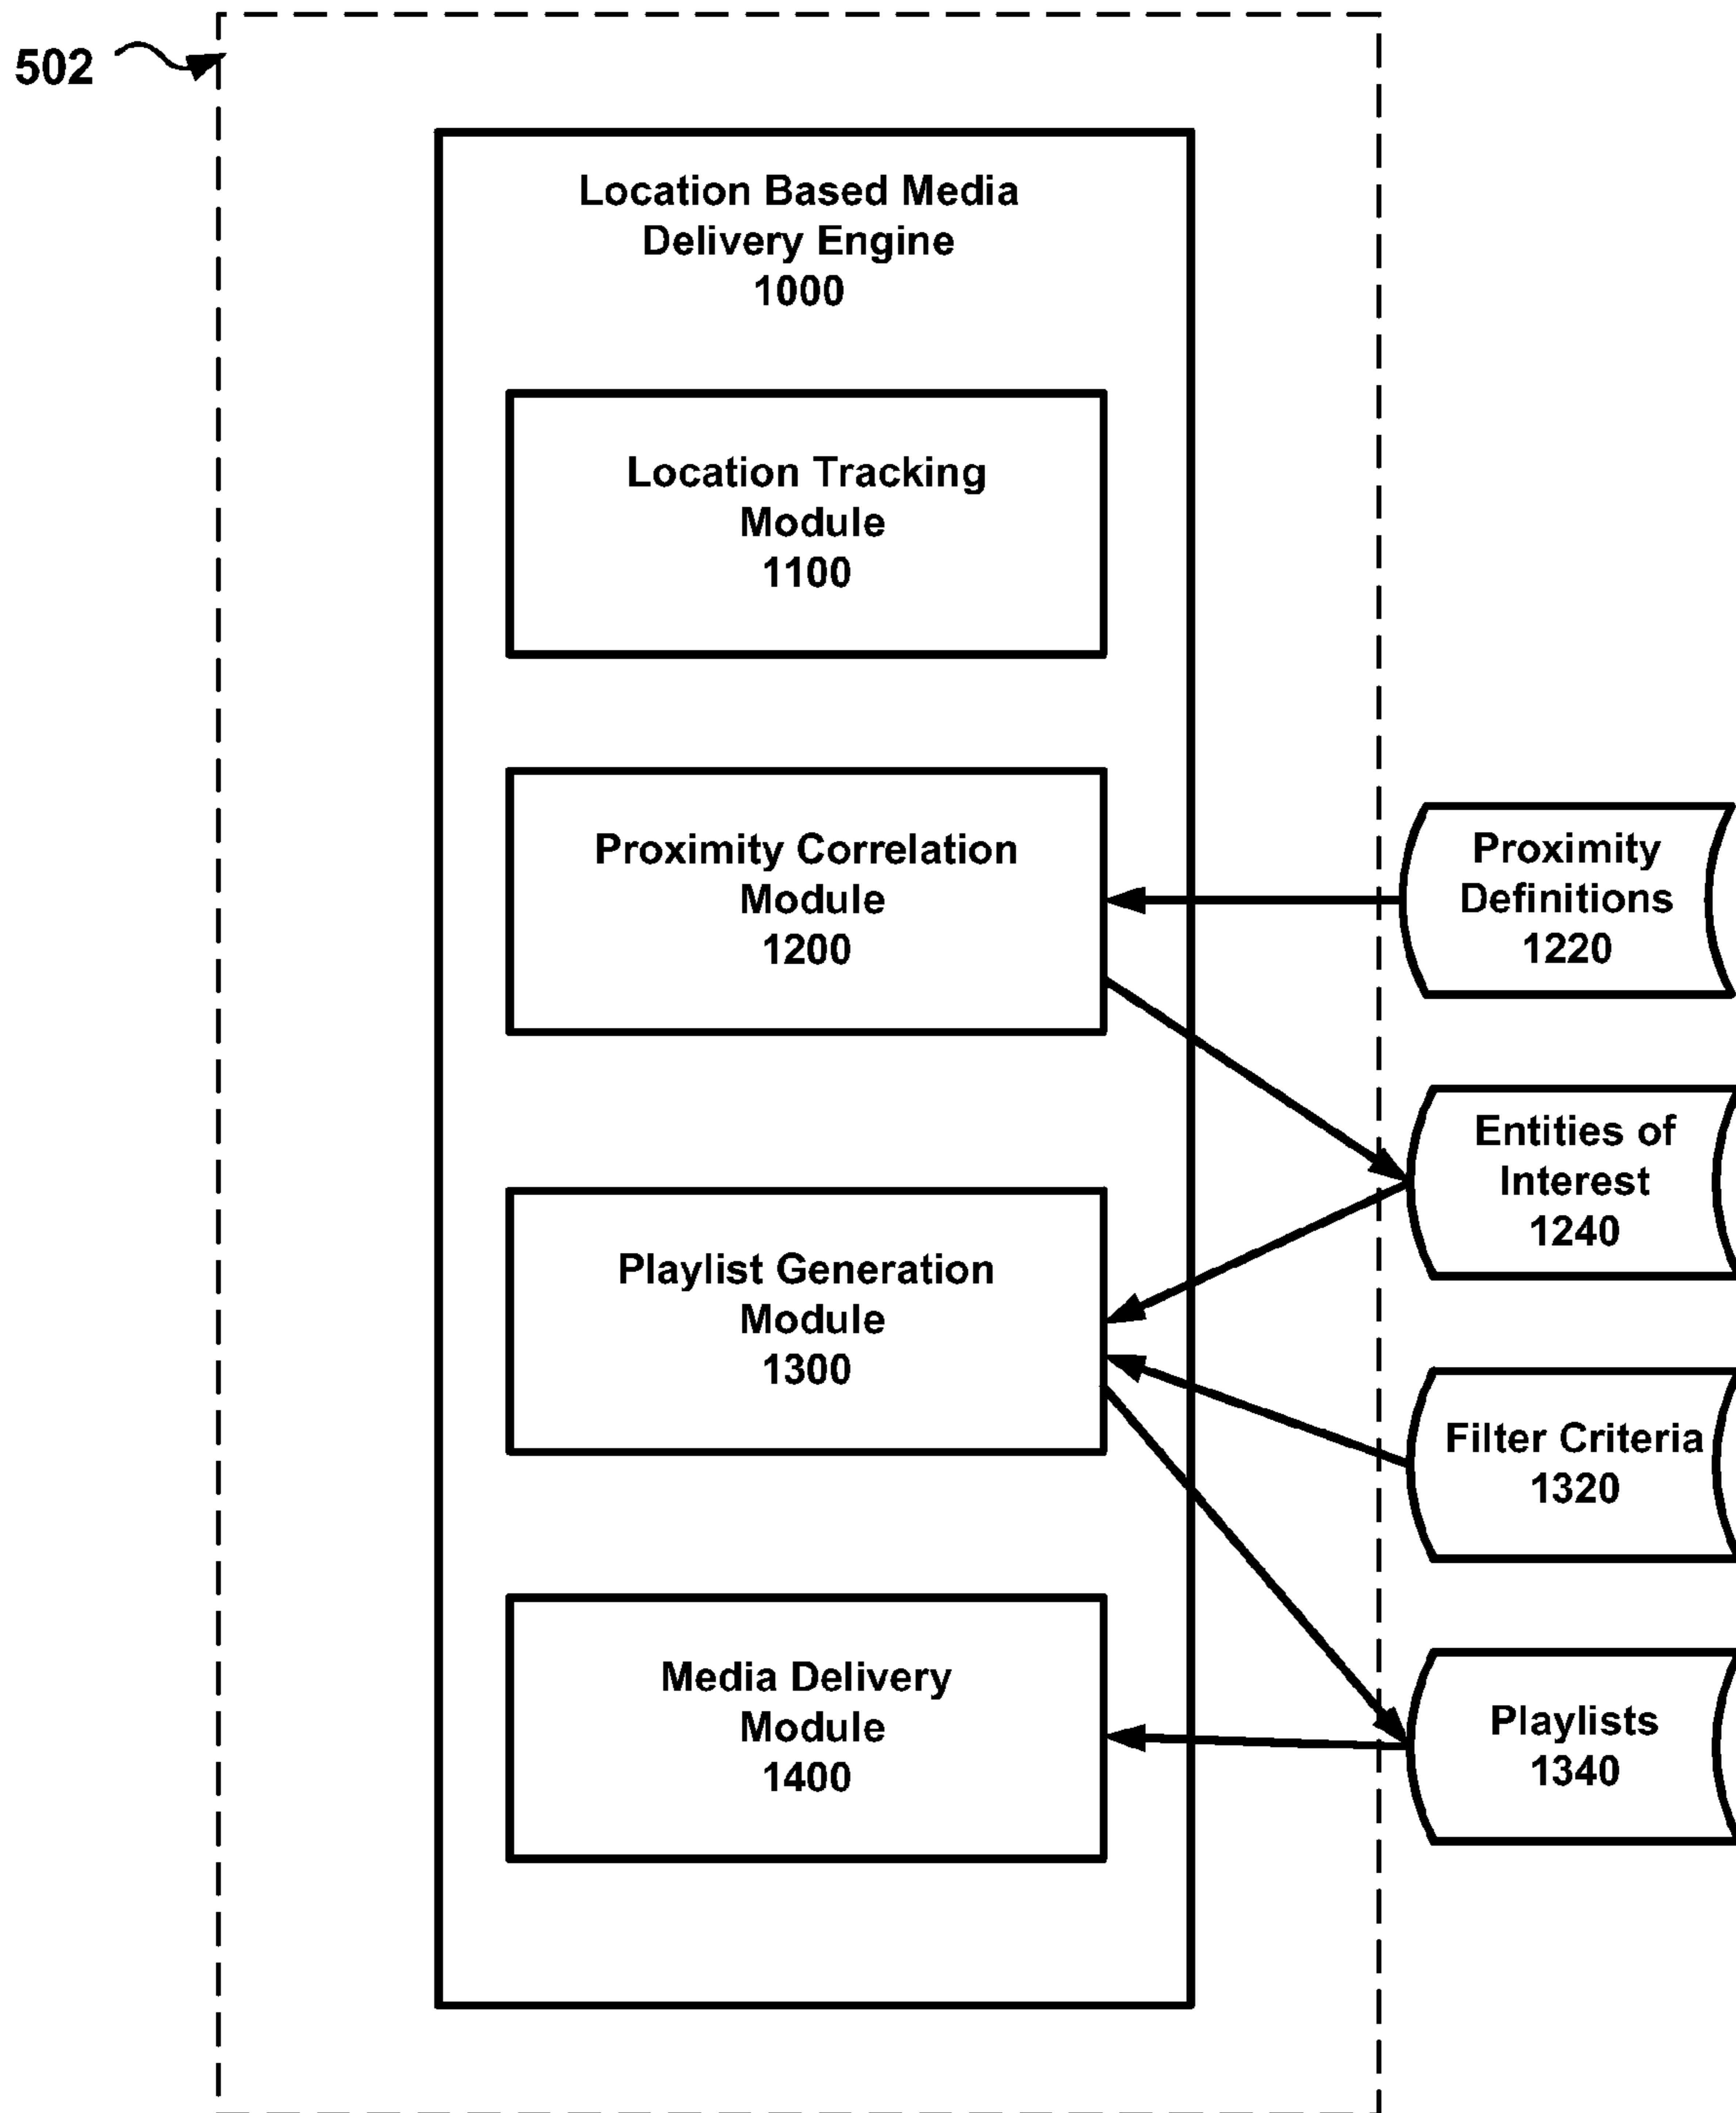 502
Location Based Media
Delivery Engine
1000
Location Tracking
Module
1100
Proximity Correlation
Module
1200
Proximity
Definitions
1220
Entities of
Interest
1240
Playlist Generation
Module
1300
Filter Criteria
1320
Media Delivery
Module
1400
Playlists
1340